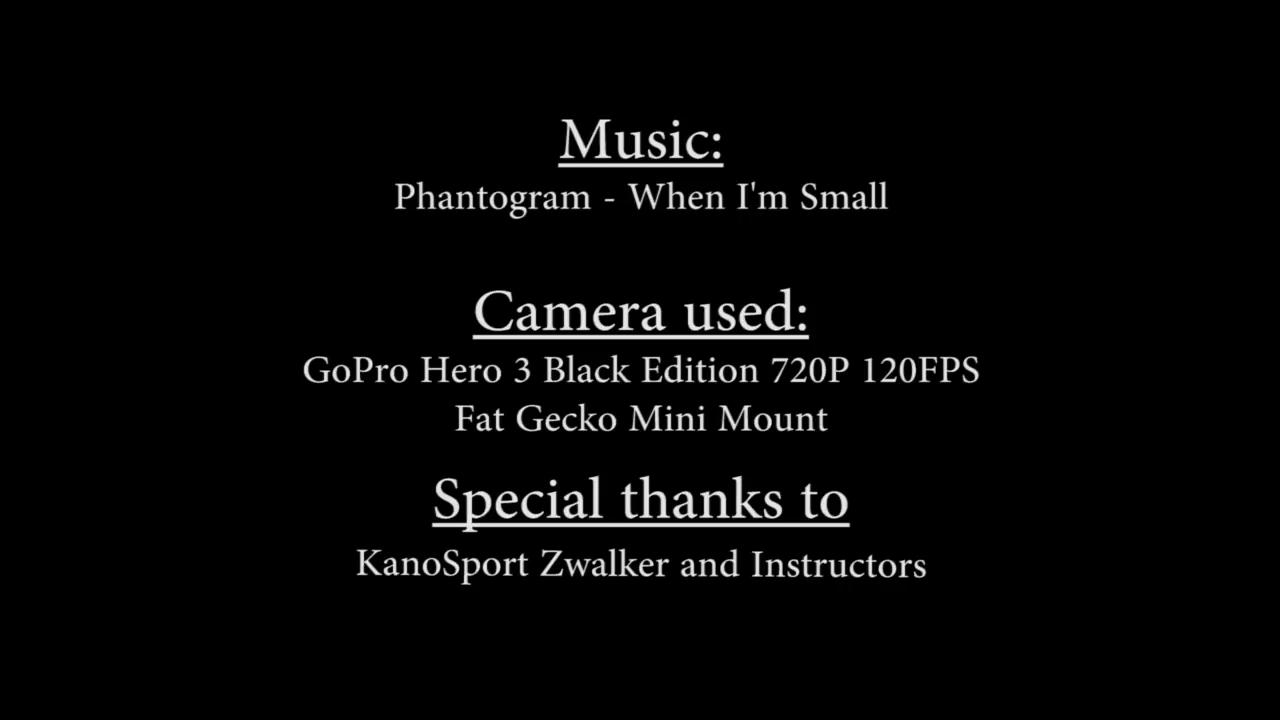 Music:
Phantogram - When I'm Small
Camera used:
GoPro Hero 3 Black Edition 720P 120FPS
Fat Gecko Mini Mount
Special thanks to
KanoSport Zwalker and Instructors